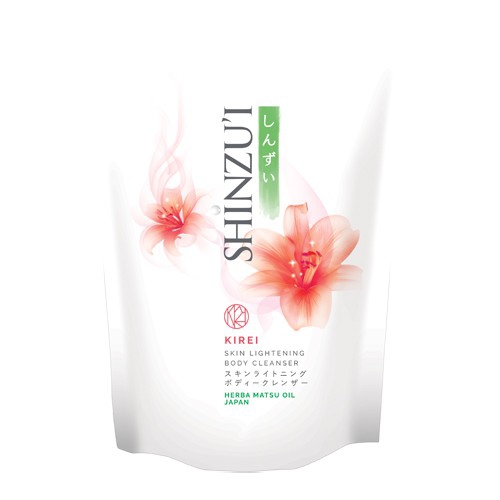 SHINZU'I
しんずい
KIREI
SKIN LIGHTENING
BODY CLEANSER
スキンライトニング
ボディークレンザー
HERBA MATSU OIL
JAPAN